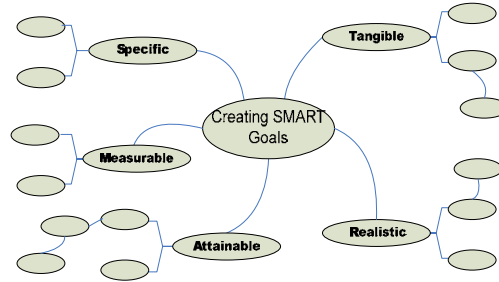 Specific
Tangible
Creating SMART
Goals
Measurable
Attainable
Realistic